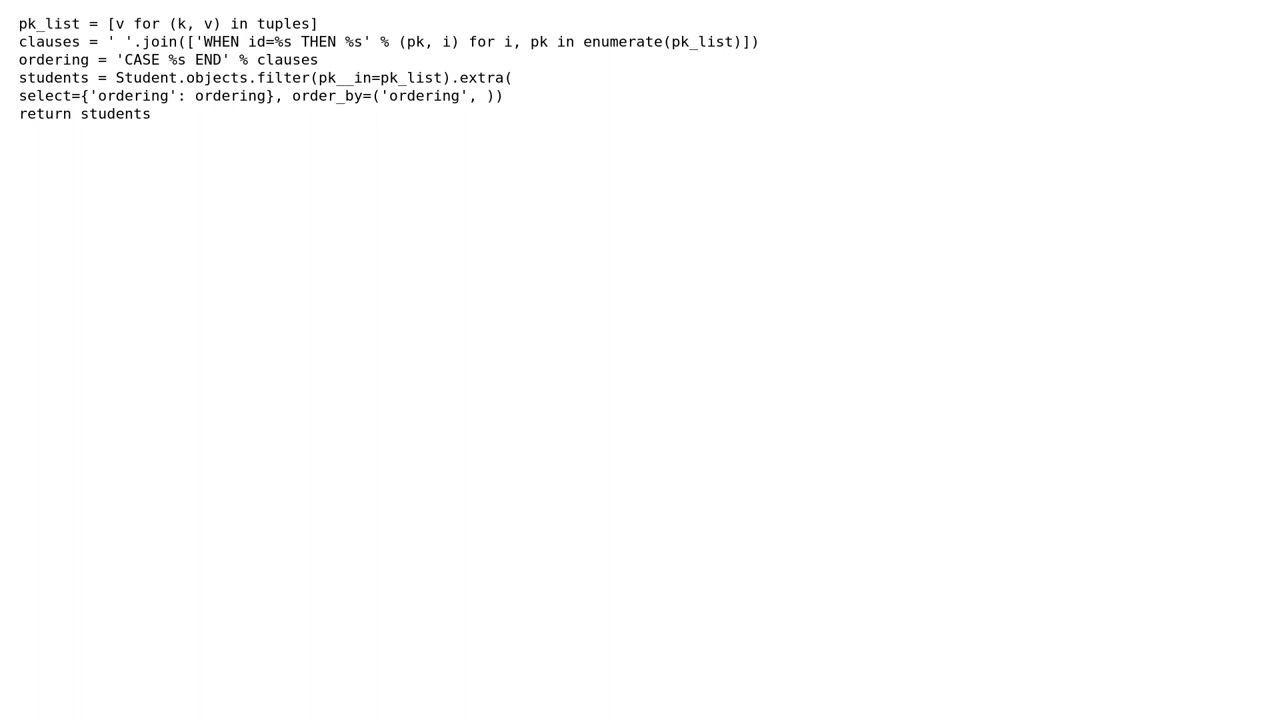 pk_list = [v for (k, v) in tuples]
clauses = ' '.join(['WHEN id=%s THEN %s' % (pk, i) for i, pk in enumerate(pk_list)])
ordering = 'CASE %s END' % clauses
students = Student.objects.filter(pk__in=pk_list).extra(
select={'ordering': ordering}, order_by=('ordering', ))
return students